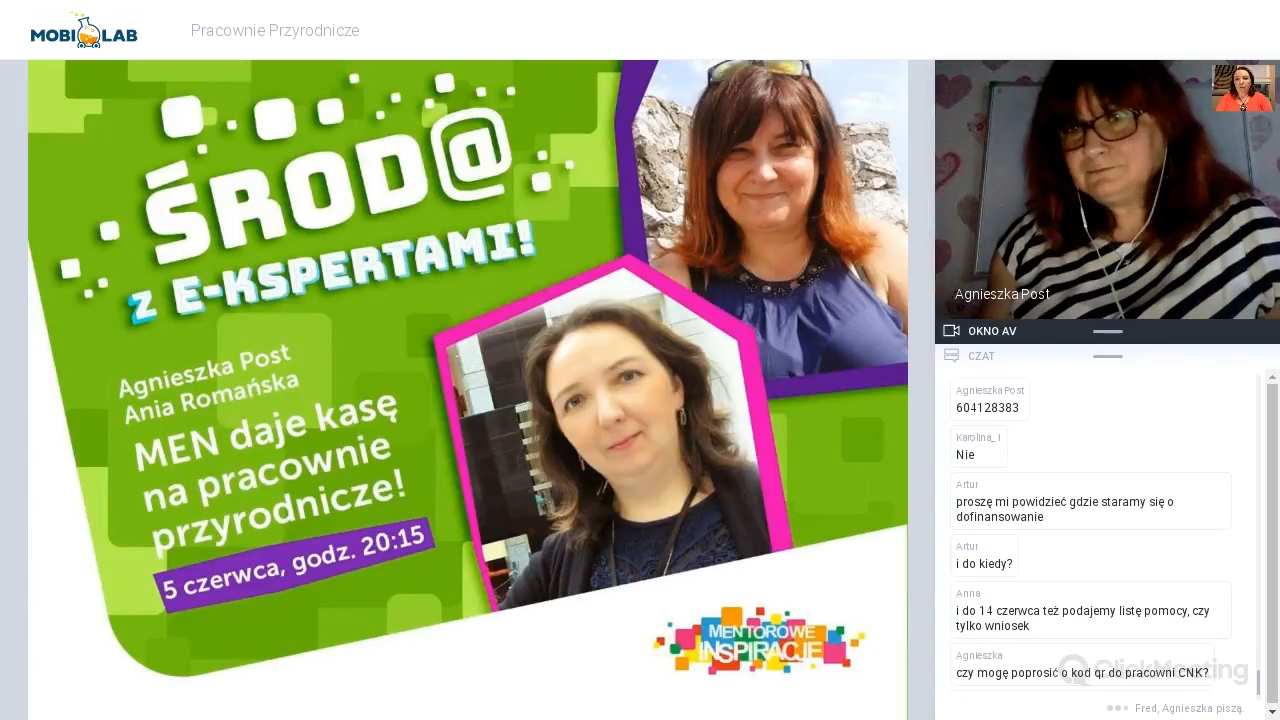 MOBILAB
Pracownie Przyrodnicze
ŚROD@
z E-KSPERTAMI!
Agnieszka Post
Ania Romańska
MEN daje kasę
na pracownie
przyrodnicze!
5 czerwca, godz. 20:15
MENTOROWE
INSPIRACJE
Agnieszka Post
OKNO AV
CZAT
Agnieszka Post
604128383
Karolina_1
Nie
Artur
proszę mi powidzieć gdzie staramy się o
dofinansowanie
Artur
i do kiedy?
Anna
i do 14 czerwca też podajemy listę pomocy, czy
tylko wniosek
Agnieszka
czy mogę poprosić o kod qr do pracowni CNK?
ClickMeeting
Fred, Agnieszka piszą.